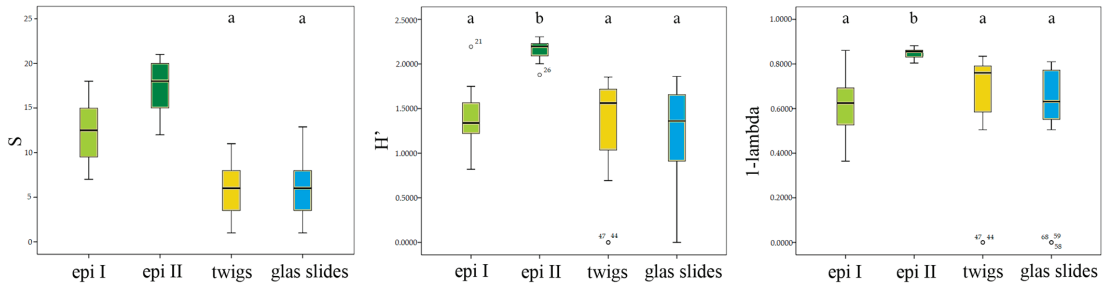 25
20
15
10
5
0
S
a a
epi I epi II twigs glas slides
2.5000
2.0000
1.5000
1.0000
0.5000
0.0000
H’
a b a a
21
26
47 44
epi I epi II twigs glas slides
1.0000
0.8000
0.6000
0.4000
0.2000
0.0000
1-lambda
a b a a
47 44
68 59
58
epi I epi II twigs glas slides